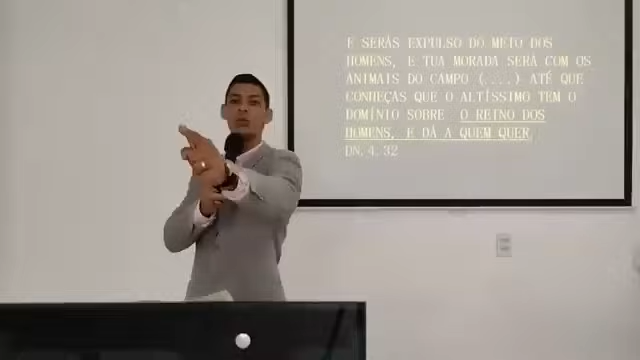 E SERÁS EXPULSO DO MEIO DOS
HOMENS, E TUA MORADA SERÁ COM OS
ANIMAIS DO CAMPO (...) ATÉ QUE
CONHEÇAS QUE O ALTÍSSIMO TEM O
DOMÍNIO SOBRE O REINO DOS
HOMENS, E DÁ A QUEM QUER
DN.4.32